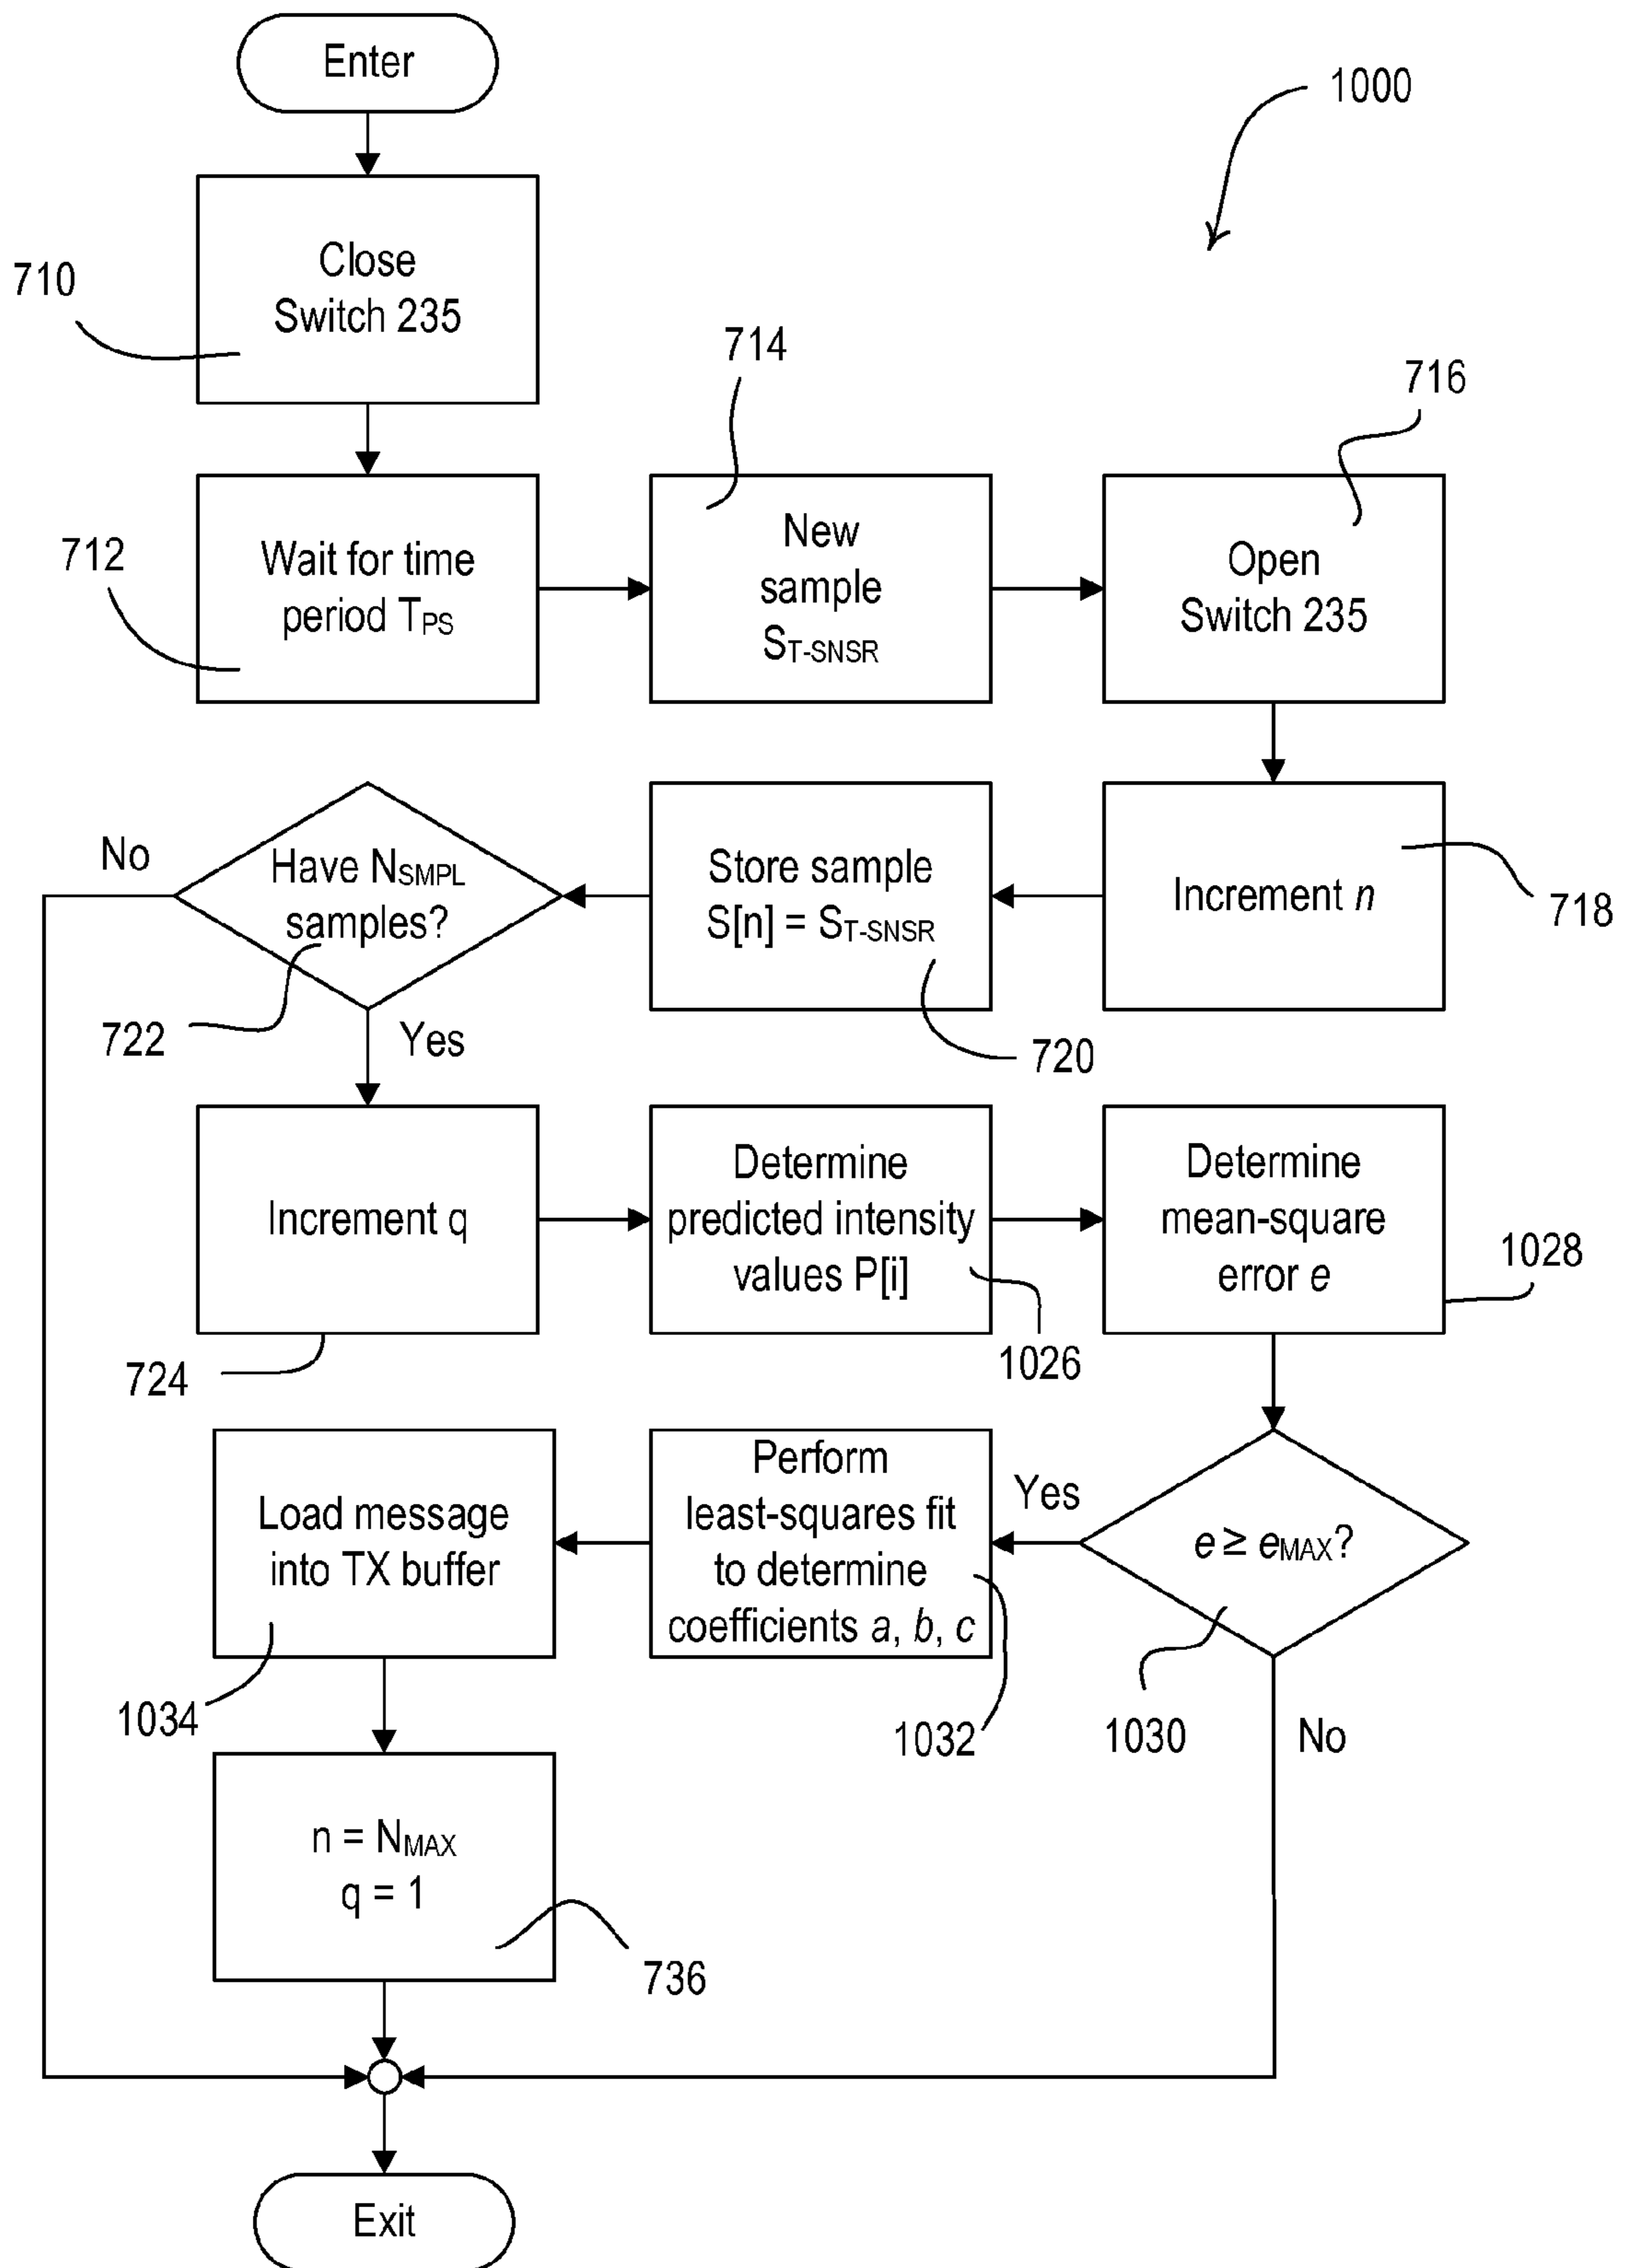 Enter
1000
Close
Switch 235
710
714
716
Wait for time
period TPS
712
New
sample
ST-SNSR
Open
Switch 235
No
Have NSMPL
samples?
722
Yes
Store sample
S[n] = ST-SNSR
720
Increment n
718
Increment q
724
Determine
predicted intensity
values P[i]
1026
Determine
mean-square
error e
1028
Load message
into TX buffer
1034
Perform
least-squares fit
to determine
coefficients a, b, c
1032
Yes
e ≥ eMAX?
1030
No
n = NMAX
q = 1
736
Exit